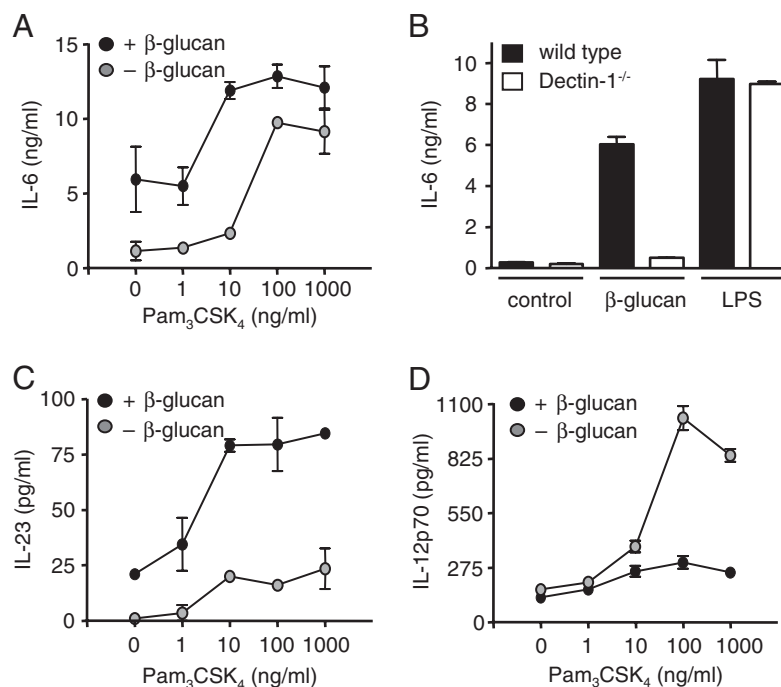 A
+ β-glucan
– β-glucan
IL-6 (ng/ml)
15
10
5
0
0 1 10 100 1000
Pam₃CSK₄ (ng/ml)
B
wild type
Dectin-1⁻/⁻
IL-6 (ng/ml)
10
8
6
4
2
0
control β-glucan LPS
C
+ β-glucan
– β-glucan
IL-23 (pg/ml)
100
75
50
25
0
0 1 10 100 1000
Pam₃CSK₄ (ng/ml)
D
+ β-glucan
– β-glucan
IL-12p70 (pg/ml)
1100
825
550
275
0
0 1 10 100 1000
Pam₃CSK₄ (ng/ml)